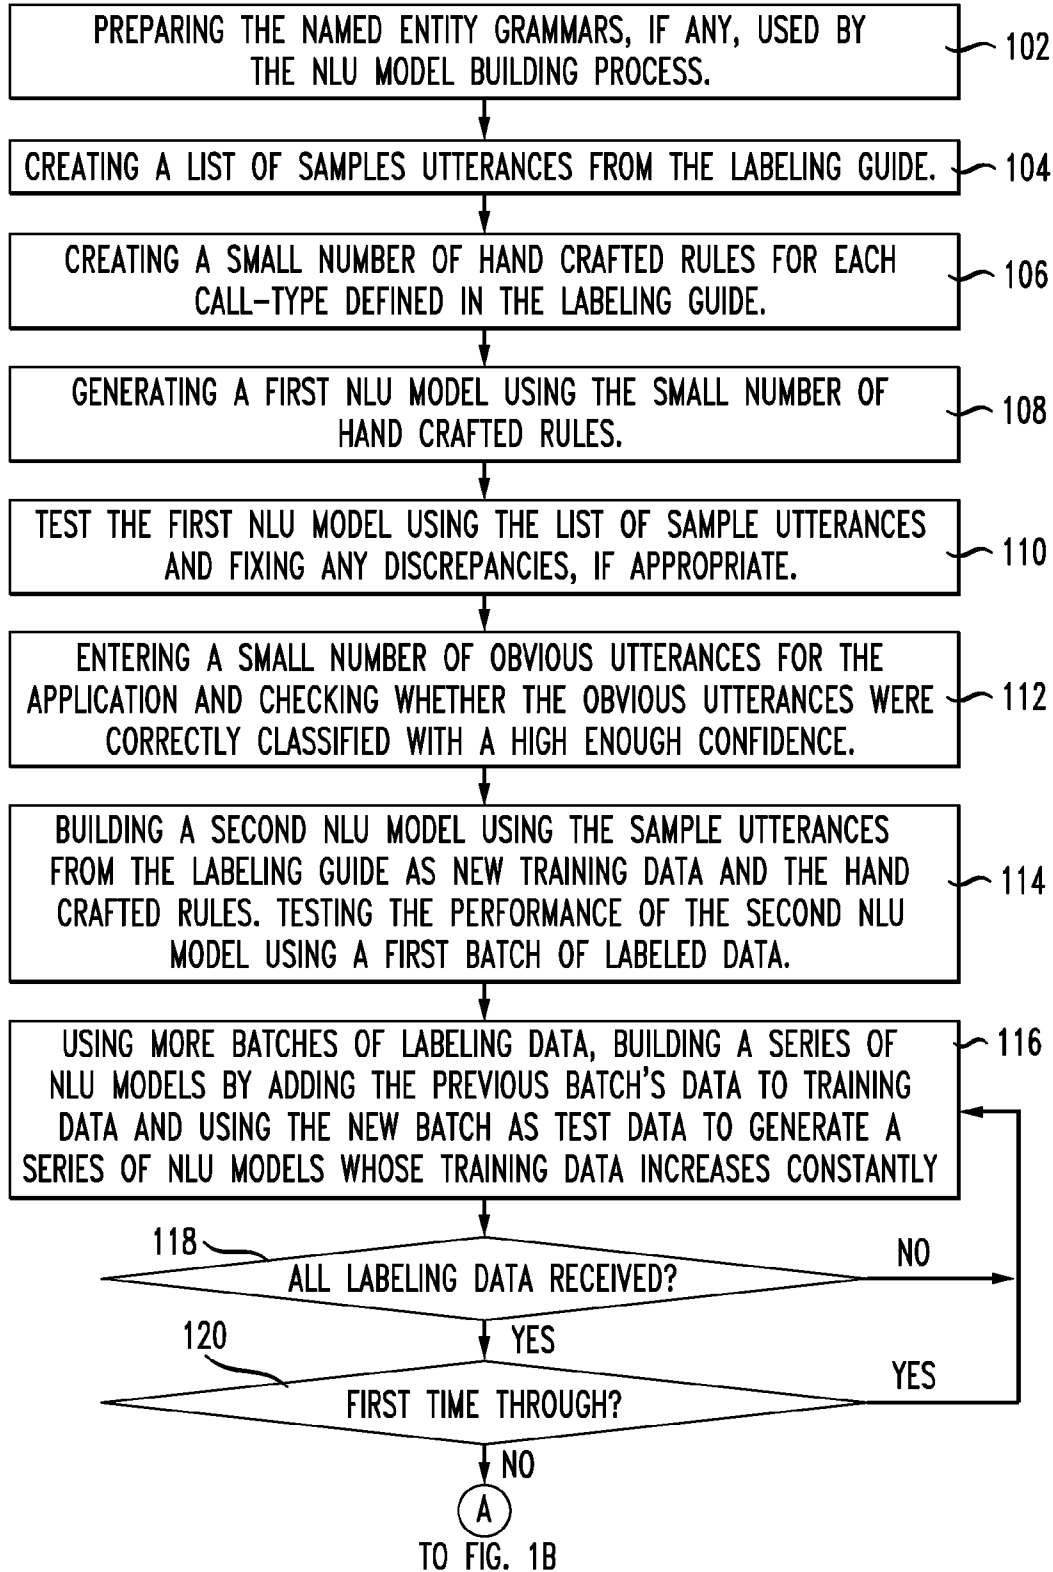 PREPARING THE NAMED ENTITY GRAMMARS, IF ANY, USED BY
THE NLU MODEL BUILDING PROCESS.
102
CREATING A LIST OF SAMPLES UTTERANCES FROM THE LABELING GUIDE.
104
CREATING A SMALL NUMBER OF HAND CRAFTED RULES FOR EACH
CALL-TYPE DEFINED IN THE LABELING GUIDE.
106
GENERATING A FIRST NLU MODEL USING THE SMALL NUMBER OF
HAND CRAFTED RULES.
108
TEST THE FIRST NLU MODEL USING THE LIST OF SAMPLE UTTERANCES
AND FIXING ANY DISCREPANCIES, IF APPROPRIATE.
110
ENTERING A SMALL NUMBER OF OBVIOUS UTTERANCES FOR THE
APPLICATION AND CHECKING WHETHER THE OBVIOUS UTTERANCES WERE
CORRECTLY CLASSIFIED WITH A HIGH ENOUGH CONFIDENCE.
112
BUILDING A SECOND NLU MODEL USING THE SAMPLE UTTERANCES
FROM THE LABELING GUIDE AS NEW TRAINING DATA AND THE HAND
CRAFTED RULES. TESTING THE PERFORMANCE OF THE SECOND NLU
MODEL USING A FIRST BATCH OF LABELED DATA.
114
USING MORE BATCHES OF LABELING DATA, BUILDING A SERIES OF
NLU MODELS BY ADDING THE PREVIOUS BATCH'S DATA TO TRAINING
DATA AND USING THE NEW BATCH AS TEST DATA TO GENERATE A
SERIES OF NLU MODELS WHOSE TRAINING DATA INCREASES CONSTANTLY
116
118
ALL LABELING DATA RECEIVED?
NO
YES
120
FIRST TIME THROUGH?
YES
NO
A
TO FIG. 1B